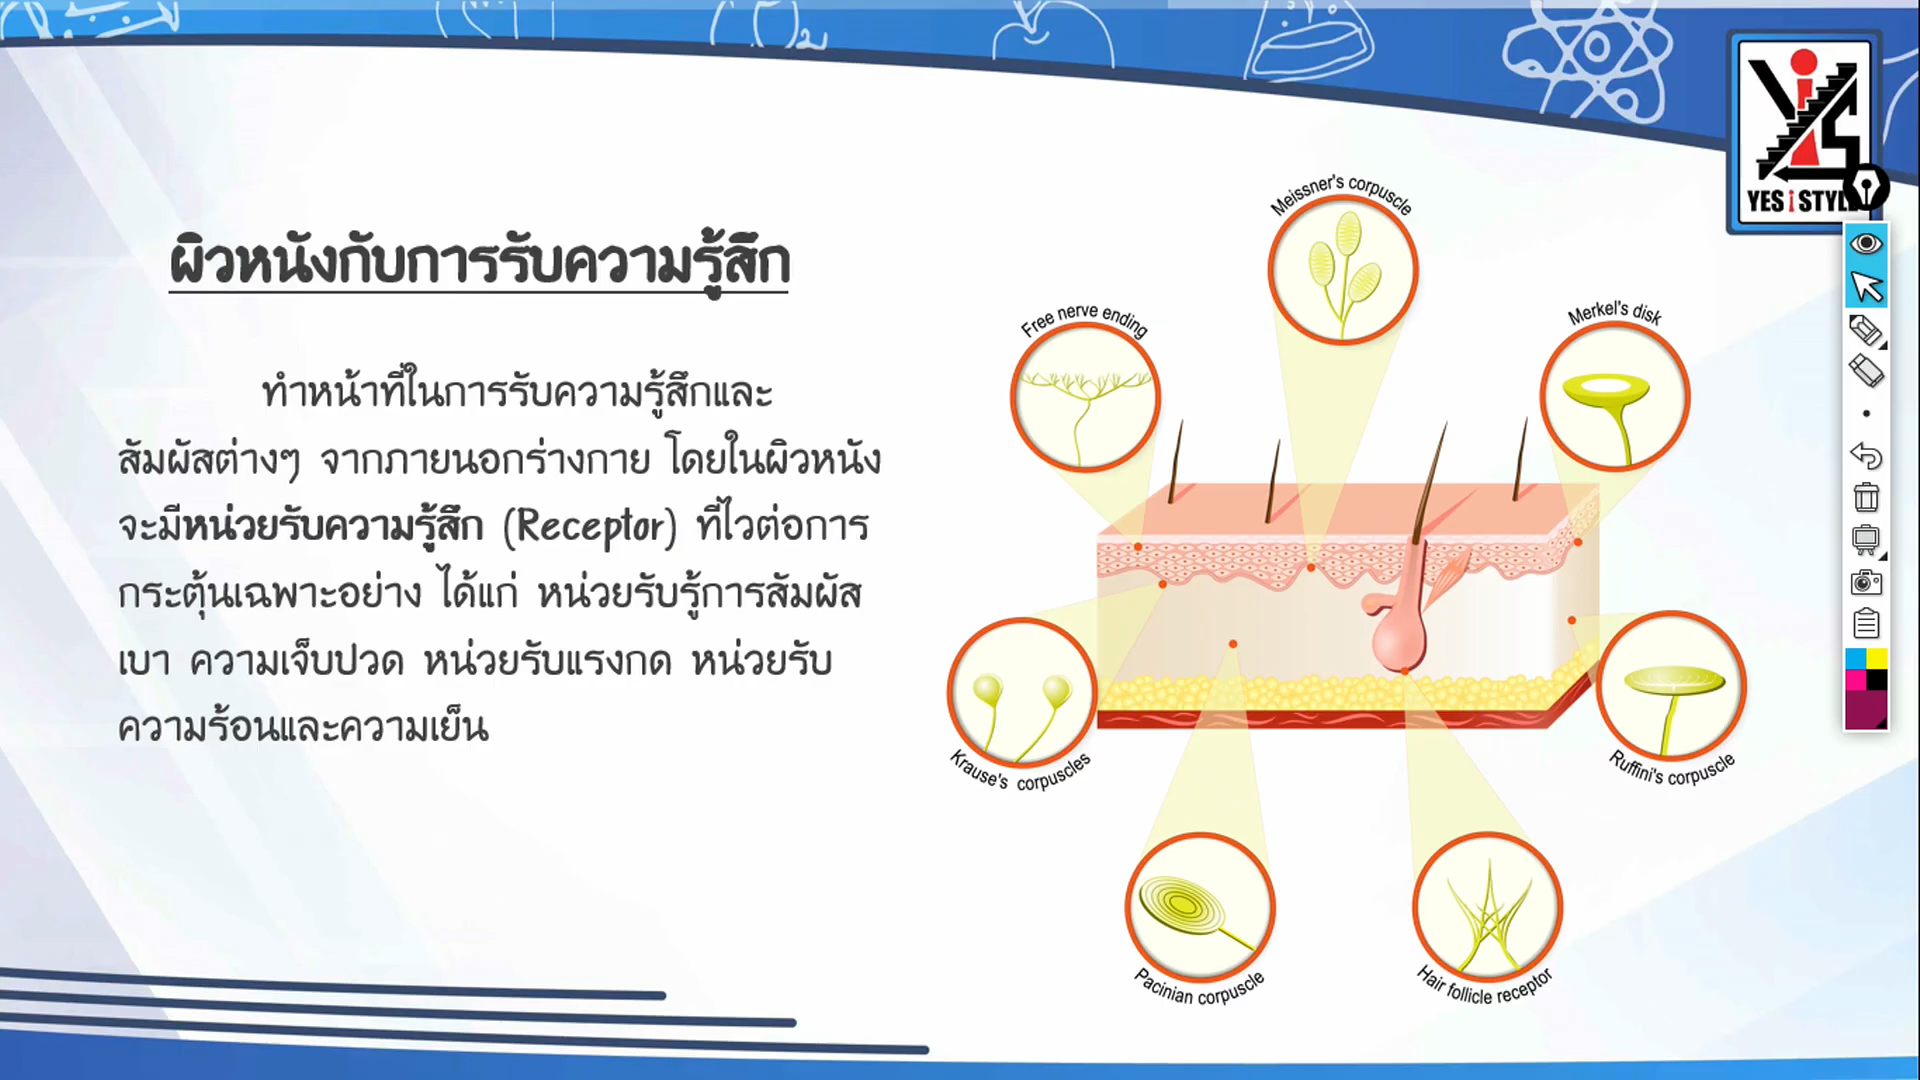 ผิวหนังกับการรับความรู้สึก
ทำหน้าที่ในการรับความรู้สึกและ
สัมผัสต่างๆ จากภายนอกร่างกาย โดยในผิวหนัง
จะมีหน่วยรับความรู้สึก (Receptor) ที่ไวต่อการ
กระตุ้นเฉพาะอย่าง ได้แก่ หน่วยรับรู้การสัมผัส
เบา ความเจ็บปวด หน่วยรับแรงกด หน่วยรับ
ความร้อนและความเย็น
Meissner's corpuscle
Free nerve ending
Merkel's disk
Krause's corpuscles
Ruffini's corpuscle
Pacinian corpuscle
Hair follicle receptor
YES i STYLE